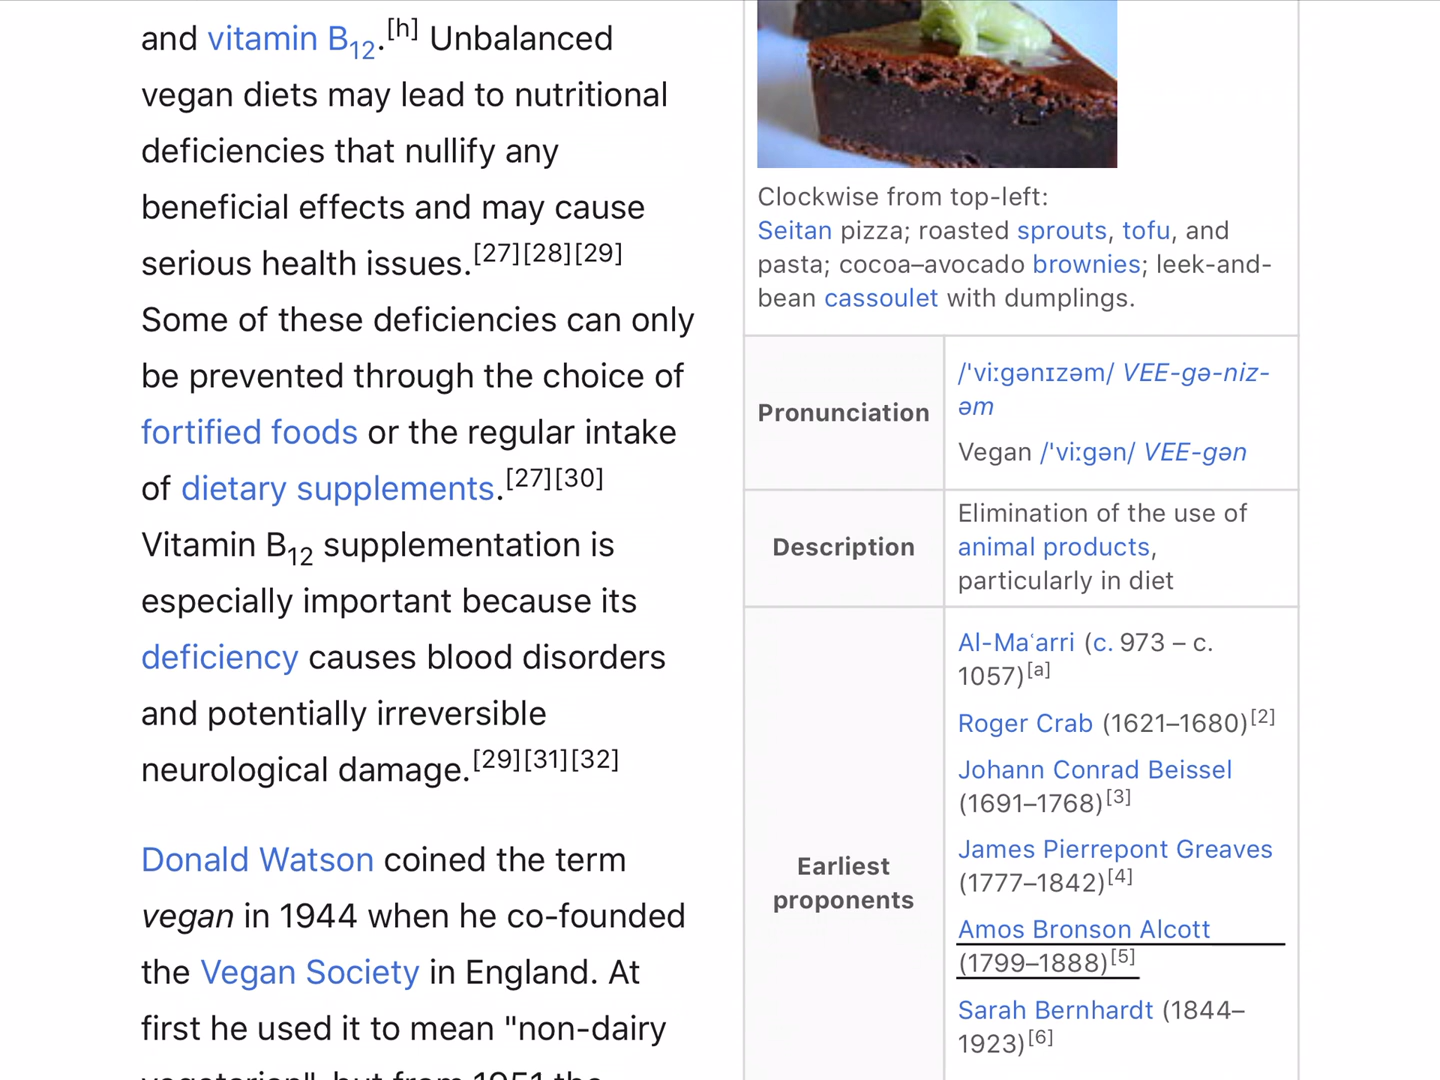 and vitamin B12.[h] Unbalanced
vegan diets may lead to nutritional
deficiencies that nullify any
beneficial effects and may cause
serious health issues.[27][28][29]
Some of these deficiencies can only
be prevented through the choice of
fortified foods or the regular intake
of dietary supplements.[27][30]
Vitamin B12 supplementation is
especially important because its
deficiency causes blood disorders
and potentially irreversible
neurological damage.[29][31][32]
Donald Watson coined the term
vegan in 1944 when he co-founded
the Vegan Society in England. At
first he used it to mean "non-dairy
vegetarian", but from 1951 the
Clockwise from top-left:
Seitan pizza; roasted sprouts, tofu, and
pasta; cocoa–avocado brownies; leek-and-
bean cassoulet with dumplings.
Pronunciation
/ˈviːɡənɪzəm/ VEE-gə-niz-
əm
Vegan /ˈviːɡən/ VEE-gən
Description
Elimination of the use of
animal products,
particularly in diet
Earliest
proponents
Al-Maʿarri (c. 973 – c.
1057)[a]
Roger Crab (1621–1680)[2]
Johann Conrad Beissel
(1691–1768)[3]
James Pierrepont Greaves
(1777–1842)[4]
Amos Bronson Alcott
(1799–1888)[5]
Sarah Bernhardt (1844–
1923)[6]